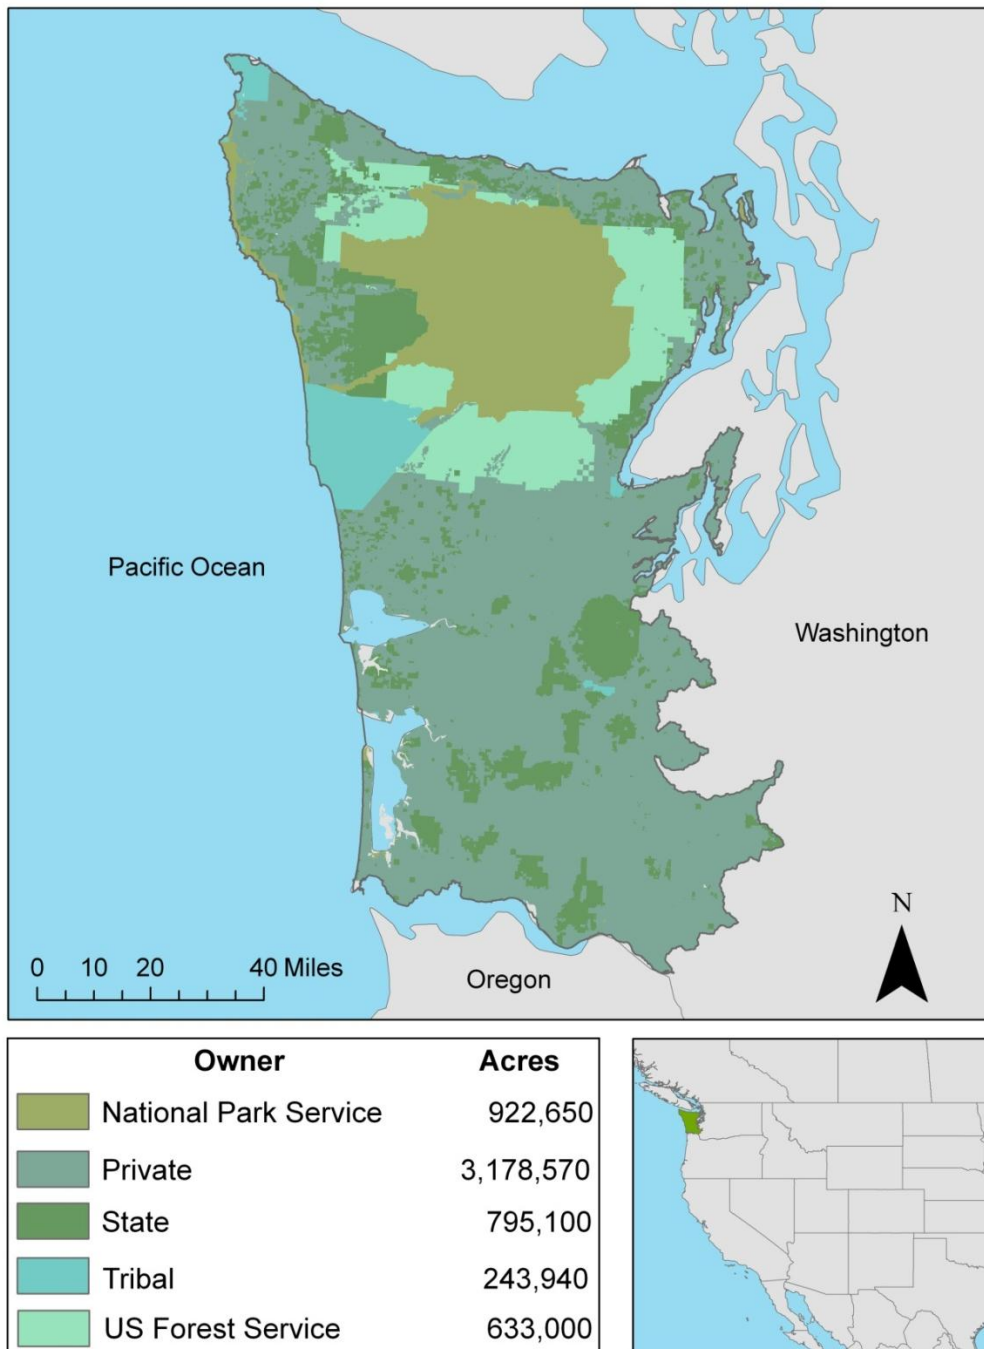 Pacific Ocean
Washington
N
0 10 20 40 Miles
Oregon
Owner Acres
National Park Service 922,650
Private 3,178,570
State 795,100
Tribal 243,940
US Forest Service 633,000